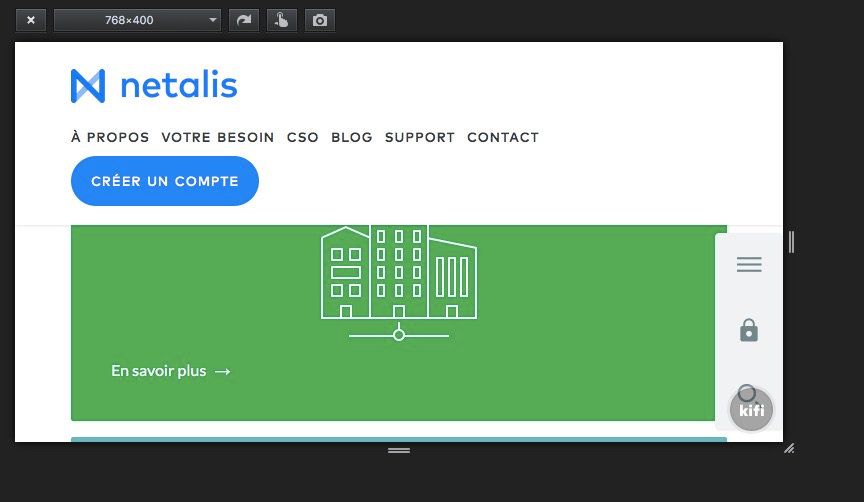 768×400
netalis
À PROPOS VOTRE BESOIN CSO BLOG SUPPORT CONTACT
CRÉER UN COMPTE
En savoir plus →
kifi